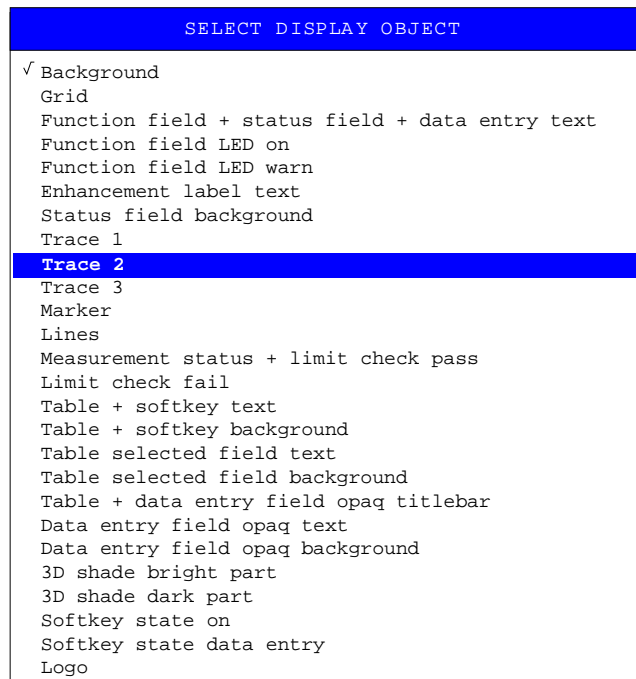 SELECT DISPLAY OBJECT
√ Background
Grid
Function field + status field + data entry text
Function field LED on
Function field LED warn
Enhancement label text
Status field background
Trace 1
Trace 2
Trace 3
Marker
Lines
Measurement status + limit check pass
Limit check fail
Table + softkey text
Table + softkey background
Table selected field text
Table selected field background
Table + data entry field opaq titlebar
Data entry field opaq text
Data entry field opaq background
3D shade bright part
3D shade dark part
Softkey state on
Softkey state data entry
Logo